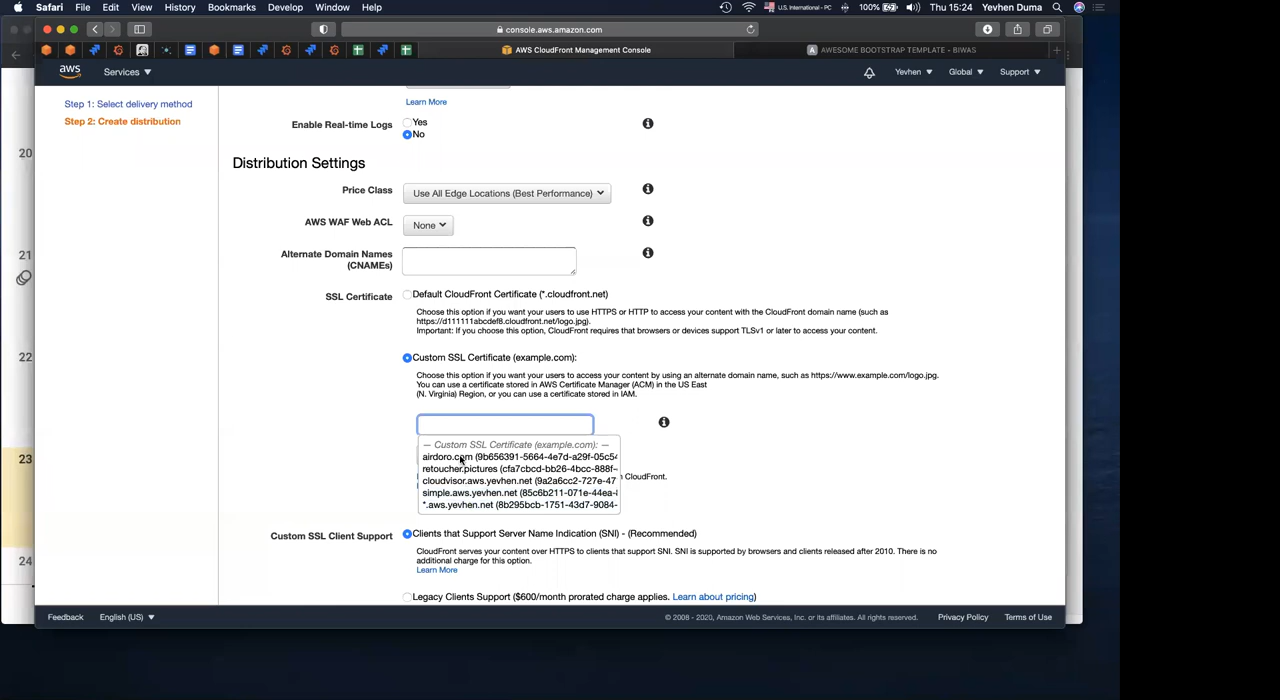 Safari File Edit View History Bookmarks Develop Window Help U.S. International - PC 100% Thu 15:24 Yevhen Duma
console.aws.amazon.com
AWS CloudFront Management Console AWESOME BOOTSTRAP TEMPLATE - BIWAS
aws Services Yevhen Global Support
Step 1: Select delivery method
Step 2: Create distribution
Learn More
Enable Real-time Logs Yes
No
20
Distribution Settings
Price Class Use All Edge Locations (Best Performance)
AWS WAF Web ACL None
21
Alternate Domain Names
(CNAMEs)
SSL Certificate Default CloudFront Certificate (*.cloudfront.net)
Choose this option if you want your users to use HTTPS or HTTP to access your content with the CloudFront domain name (such as
https://d111111abcdef8.cloudfront.net/logo.jpg).
Important: If you choose this option, CloudFront requires that browsers or devices support TLSv1 or later to access your content.
22
Custom SSL Certificate (example.com):
Choose this option if you want your users to access your content by using an alternate domain name, such as https://www.example.com/logo.jpg.
You can use a certificate stored in AWS Certificate Manager (ACM) in the US East
(N. Virginia) Region, or you can use a certificate stored in IAM.
— Custom SSL Certificate (example.com): —
23
airdoro.com (9b656391-5664-4e7d-a29f-05c54
retoucher.pictures (cfa7cbcd-bb26-4bcc-888f-
cloudvisor.aws.yevhen.net (9a2a6cc2-727e-47
CloudFront.
simple.aws.yevhen.net (85c6b211-071e-44ea-
*.aws.yevhen.net (8b295bcb-1751-43d7-9084-
Custom SSL Client Support Clients that Support Server Name Indication (SNI) - (Recommended)
CloudFront serves your content over HTTPS to clients that support SNI. SNI is supported by browsers and clients released after 2010. There is no
additional charge for this option.
24
Learn More
Legacy Clients Support ($600/month prorated charge applies. Learn about pricing)
Feedback English (US) © 2008 - 2020, Amazon Web Services, Inc. or its affiliates. All rights reserved. Privacy Policy Terms of Use